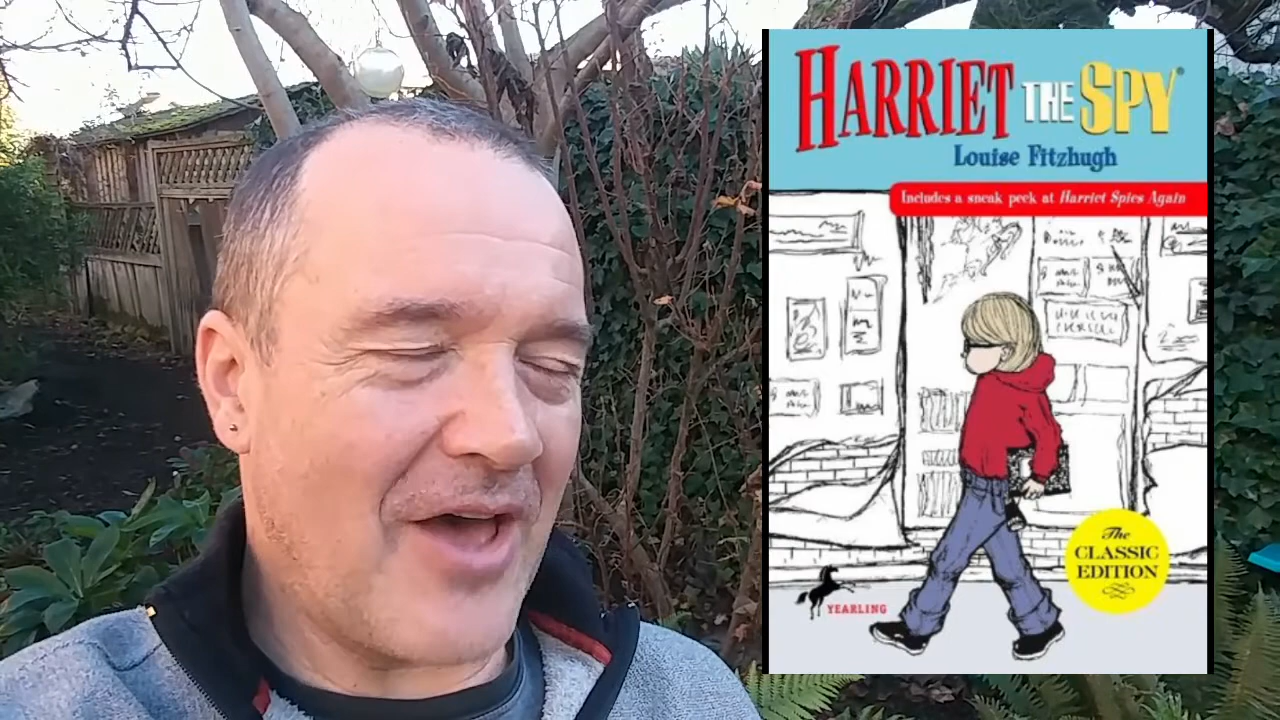 HARRIET THE SPY®
Louise Fitzhugh
Includes a sneak peek at Harriet Spies Again
The
CLASSIC
EDITION
YEARLING